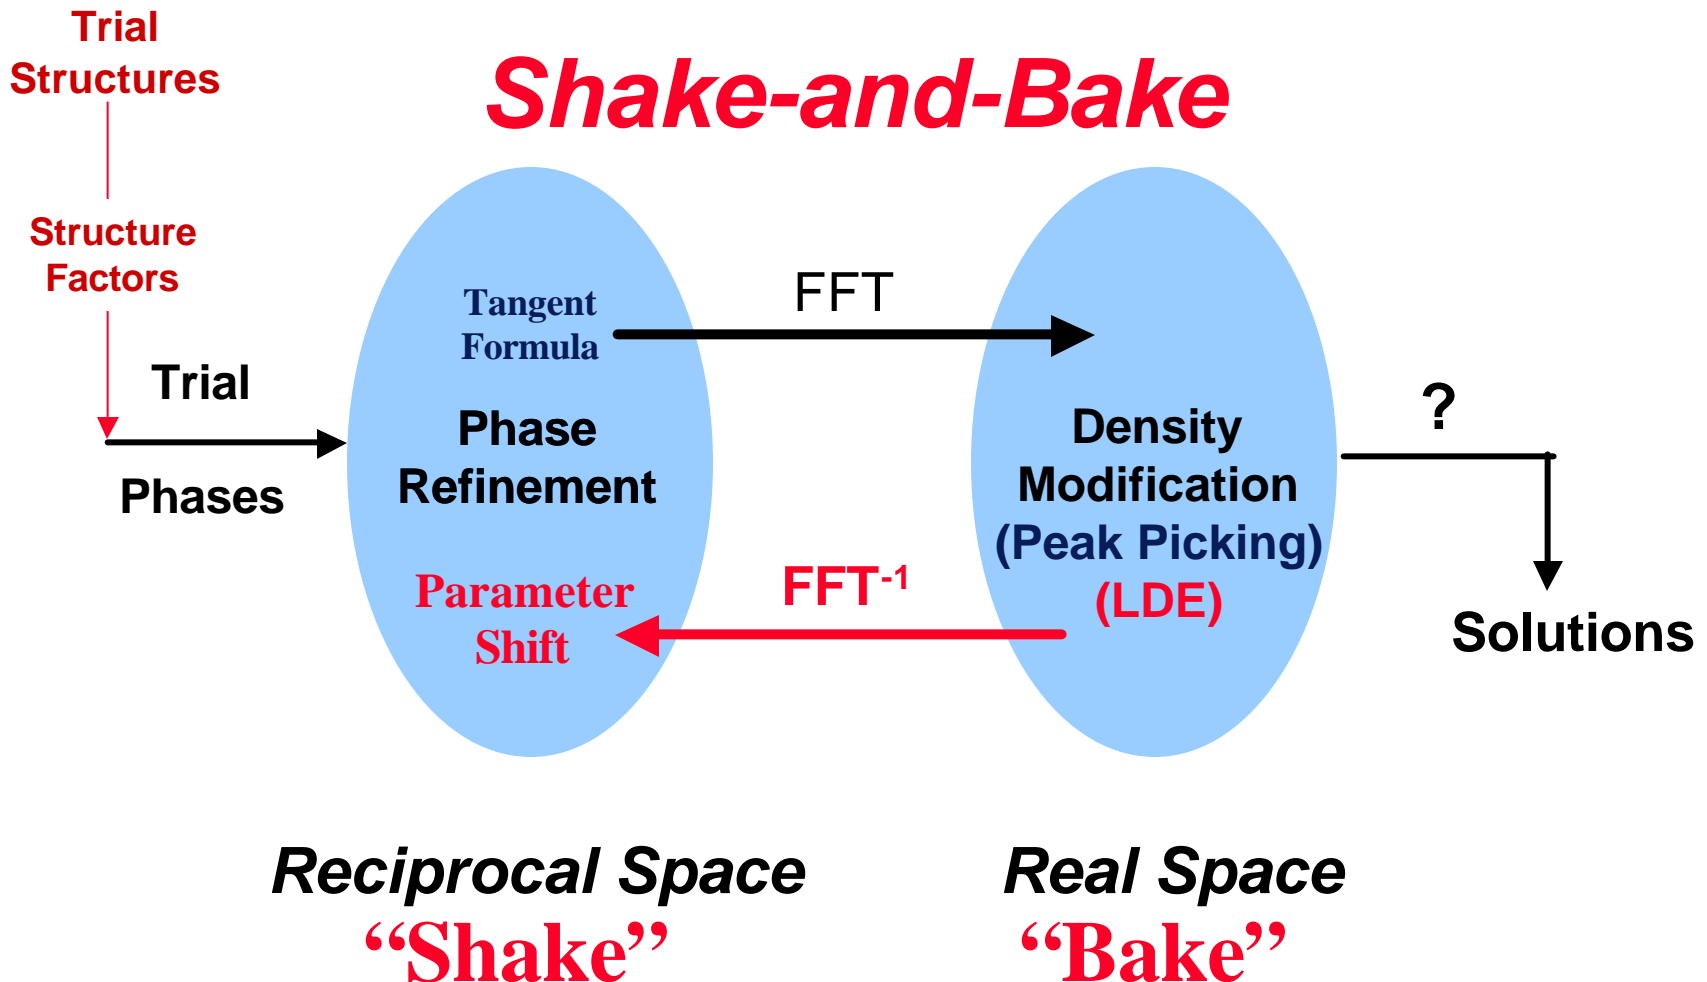 Trial
Structures
Shake-and-Bake
Structure
Factors
Trial
Phases
Tangent
Formula
Phase
Refinement
Parameter
Shift
FFT
FFT-1
Density
Modification
(Peak Picking)
(LDE)
?
Solutions
Reciprocal Space
“Shake”
Real Space
“Bake”